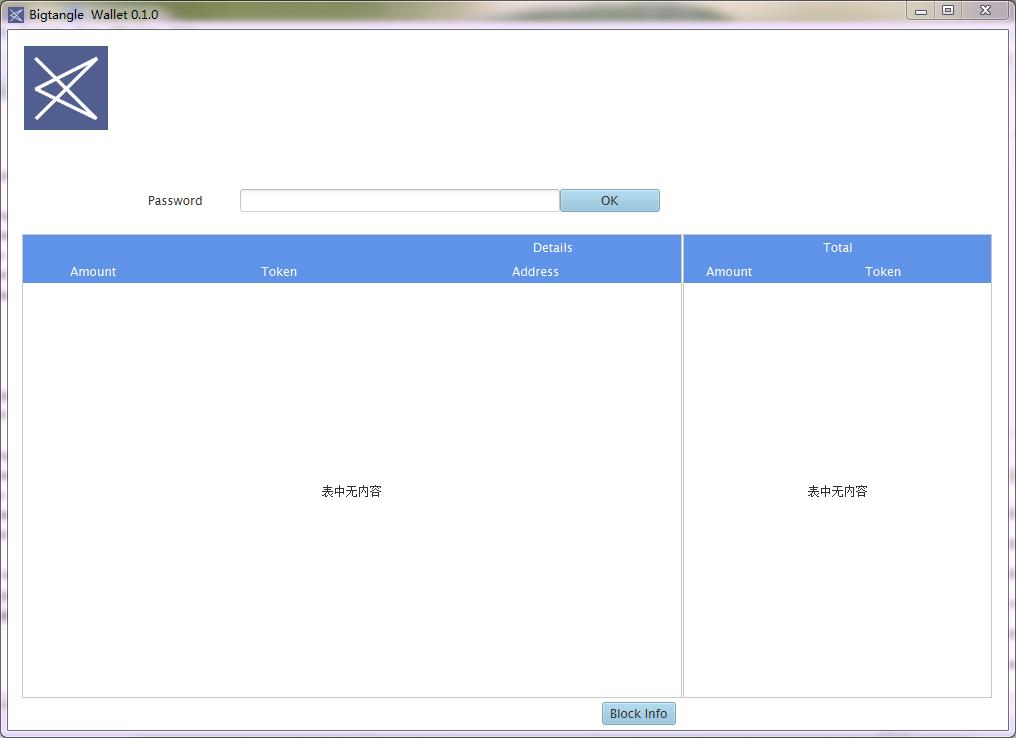 Bigtangle Wallet 0.1.0
Password
OK
Details
Total
Amount Token Address
Amount Token
表中无内容
表中无内容
Block Info